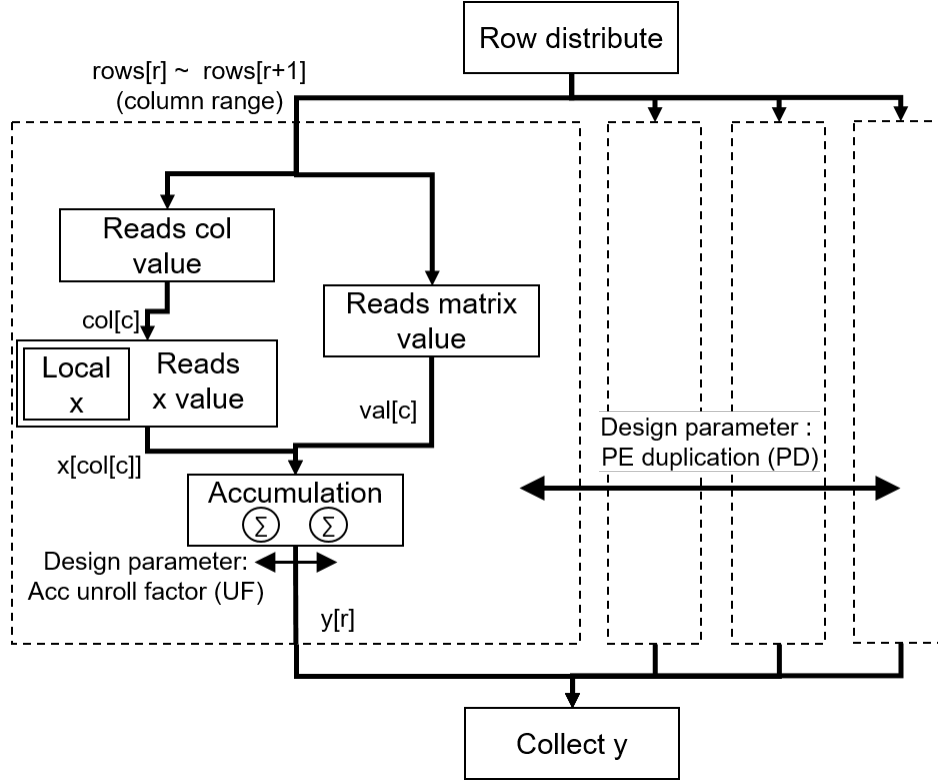 Row distribute
rows[r] ~ rows[r+1]
(column range)
Reads col
value
Reads matrix
value
col[c]
Local
x
Reads
x value
val[c]
Design parameter :
PE duplication (PD)
x[col[c]]
Accumulation
∑ ∑
Design parameter:
Acc unroll factor (UF)
y[r]
Collect y